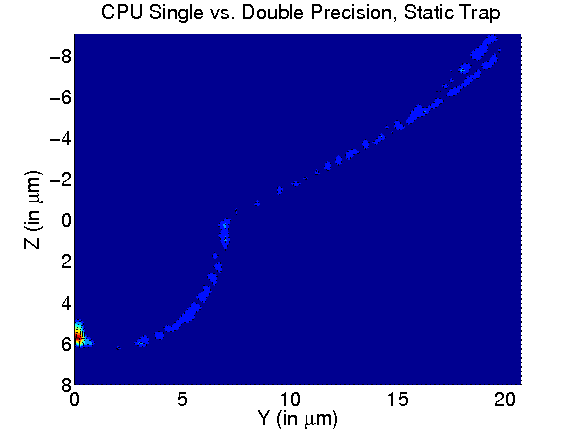 CPU Single vs. Double Precision, Static Trap
−8
−6
−4
−2
0
2
4
6
8
Z (in μm)
0 5 10 15 20
Y (in μm)